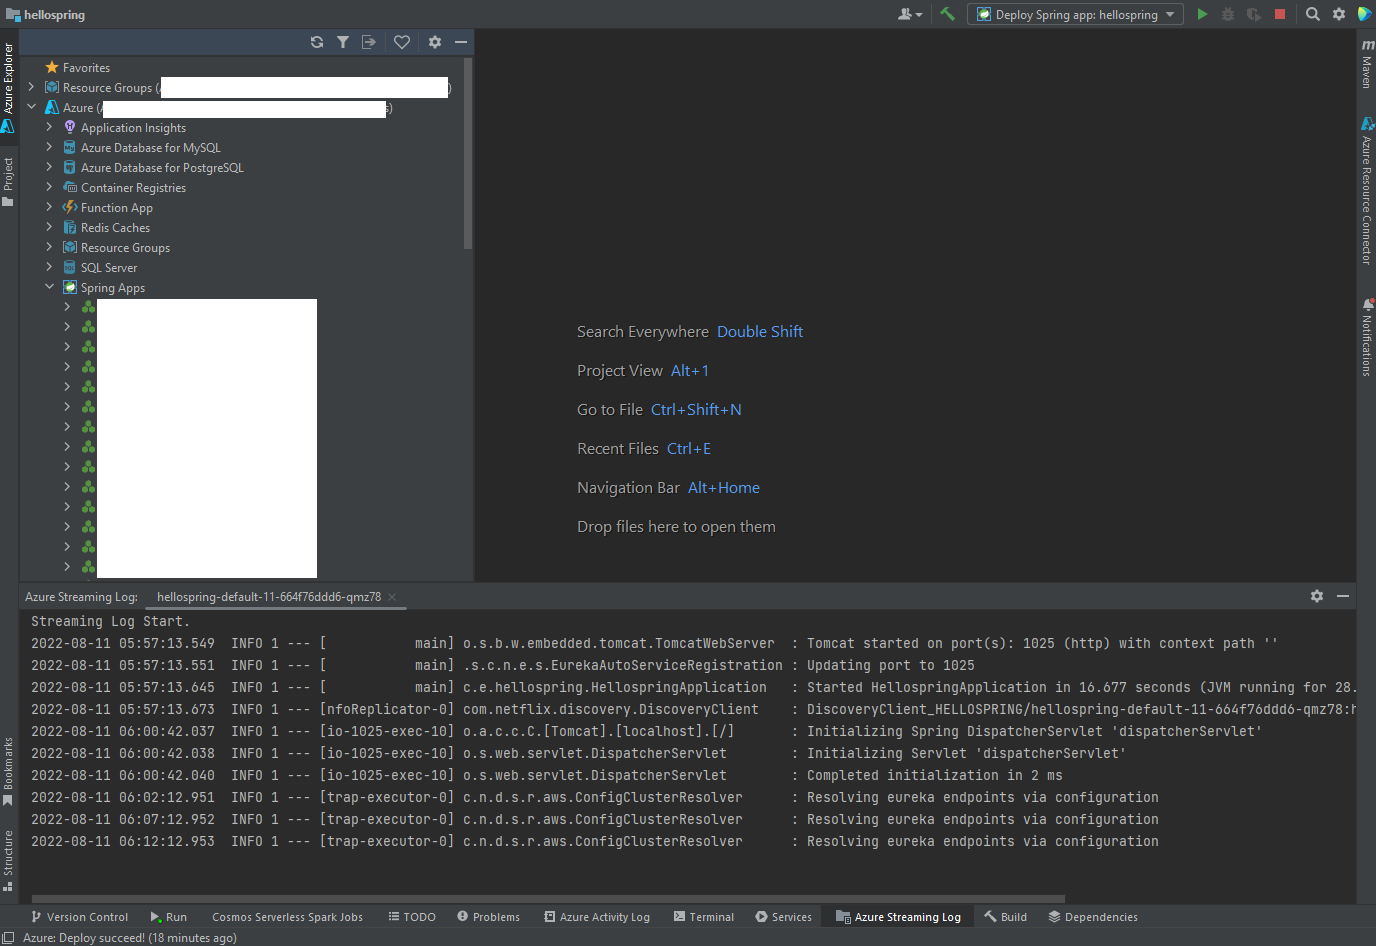 hellospring
Deploy Spring app: hellospring
Azure Explorer
Project
Bookmarks
Structure
Favorites
Resource Groups (
)
Azure (
s)
Application Insights
Azure Database for MySQL
Azure Database for PostgreSQL
Container Registries
Function App
Redis Caches
Resource Groups
SQL Server
Spring Apps
Search Everywhere Double Shift
Project View Alt+1
Go to File Ctrl+Shift+N
Recent Files Ctrl+E
Navigation Bar Alt+Home
Drop files here to open them
m Maven
Azure Resource Connector
Notifications
Azure Streaming Log: hellospring-default-11-664f76ddd6-qmz78
Streaming Log Start.
2022-08-11 05:57:13.549 INFO 1 --- [ main] o.s.b.w.embedded.tomcat.TomcatWebServer : Tomcat started on port(s): 1025 (http) with context path ''
2022-08-11 05:57:13.551 INFO 1 --- [ main] .s.c.n.e.s.EurekaAutoServiceRegistration : Updating port to 1025
2022-08-11 05:57:13.645 INFO 1 --- [ main] c.e.hellospring.HellospringApplication : Started HellospringApplication in 16.677 seconds (JVM running for 28.
2022-08-11 05:57:13.673 INFO 1 --- [nfoReplicator-0] com.netflix.discovery.DiscoveryClient : DiscoveryClient_HELLOSPRING/hellospring-default-11-664f76ddd6-qmz78:h
2022-08-11 06:00:42.037 INFO 1 --- [io-1025-exec-10] o.a.c.c.C.[Tomcat].[localhost].[/] : Initializing Spring DispatcherServlet 'dispatcherServlet'
2022-08-11 06:00:42.038 INFO 1 --- [io-1025-exec-10] o.s.web.servlet.DispatcherServlet : Initializing Servlet 'dispatcherServlet'
2022-08-11 06:00:42.040 INFO 1 --- [io-1025-exec-10] o.s.web.servlet.DispatcherServlet : Completed initialization in 2 ms
2022-08-11 06:02:12.951 INFO 1 --- [trap-executor-0] c.n.d.s.r.aws.ConfigClusterResolver : Resolving eureka endpoints via configuration
2022-08-11 06:07:12.952 INFO 1 --- [trap-executor-0] c.n.d.s.r.aws.ConfigClusterResolver : Resolving eureka endpoints via configuration
2022-08-11 06:12:12.953 INFO 1 --- [trap-executor-0] c.n.d.s.r.aws.ConfigClusterResolver : Resolving eureka endpoints via configuration
Version Control Run Cosmos Serverless Spark Jobs TODO Problems Azure Activity Log Terminal Services Azure Streaming Log Build Dependencies
Azure: Deploy succeed! (18 minutes ago)